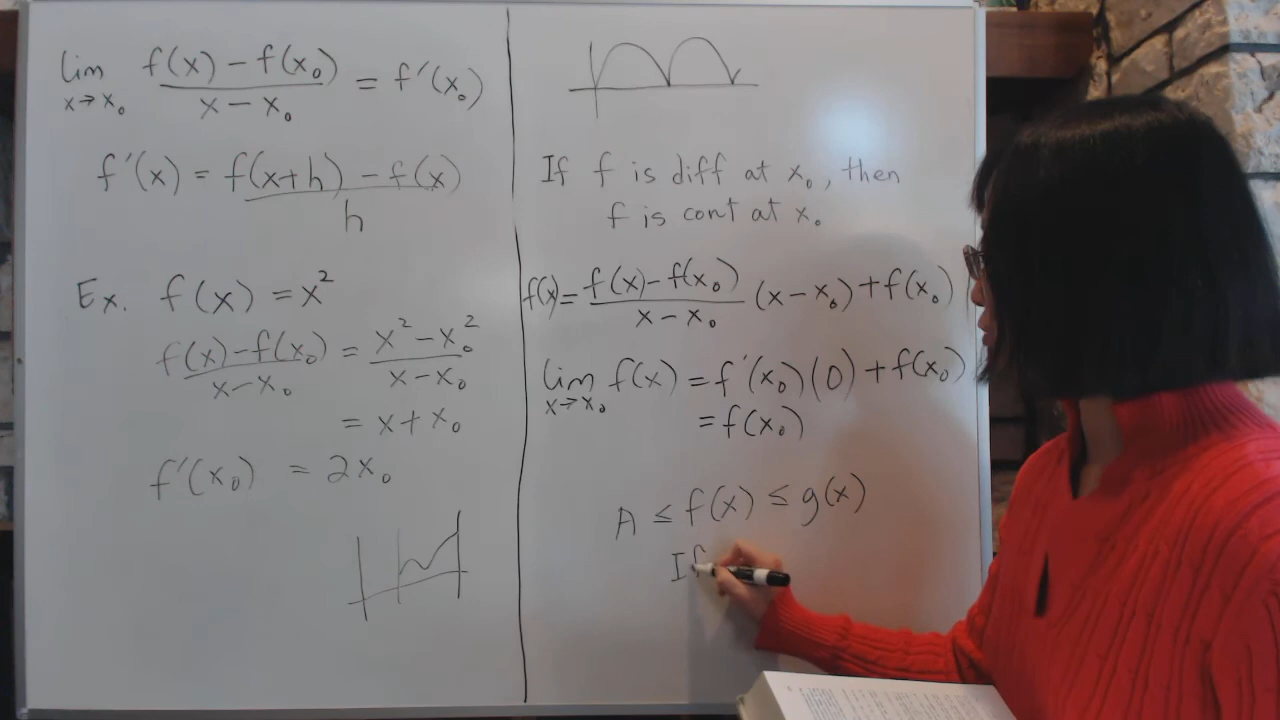 lim x→x₀ (f(x) − f(x₀))/(x − x₀) = f′(x₀)
f′(x) = (f(x+h) − f(x))/h
Ex. f(x) = x²
(f(x) − f(x₀))/(x − x₀) = (x² − x₀²)/(x − x₀)
= x + x₀
f′(x₀) = 2x₀
If f is diff at x₀, then
f is cont at x₀
f(x) = (f(x) − f(x₀))/(x − x₀) (x − x₀) + f(x₀)
lim x→x₀ f(x) = f′(x₀)(0) + f(x₀)
= f(x₀)
A ≤ f(x) ≤ g(x)
If